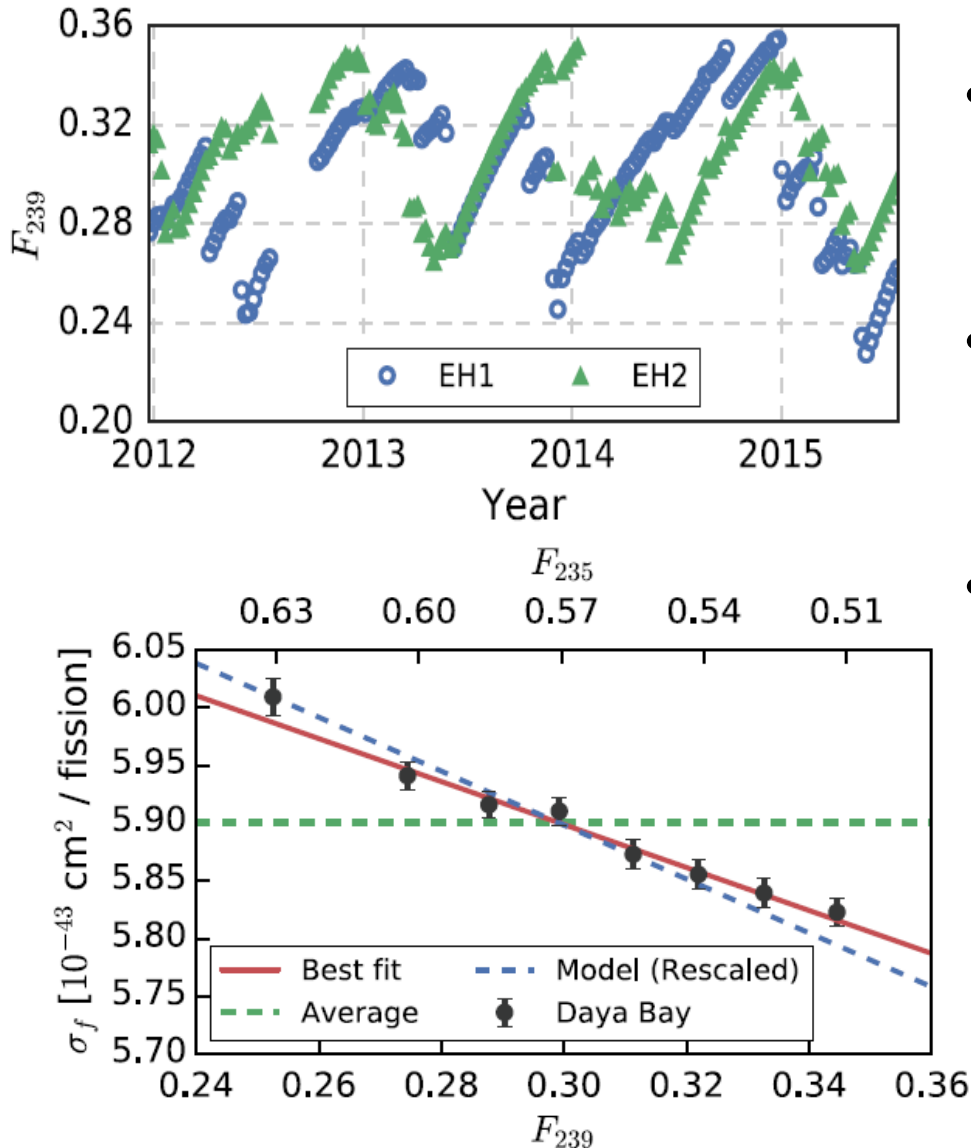 0.36
0.32
0.28
0.24
0.20
F239
EH1 EH2
2012 2013 2014 2015
Year
F235
0.63 0.60 0.57 0.54 0.51
6.05
6.00
5.95
5.90
5.85
5.80
5.75
5.70
σf [10−43 cm2 / fission]
Best fit Model (Rescaled)
Average Daya Bay
0.24 0.26 0.28 0.30 0.32 0.34 0.36
F239
•
•
•